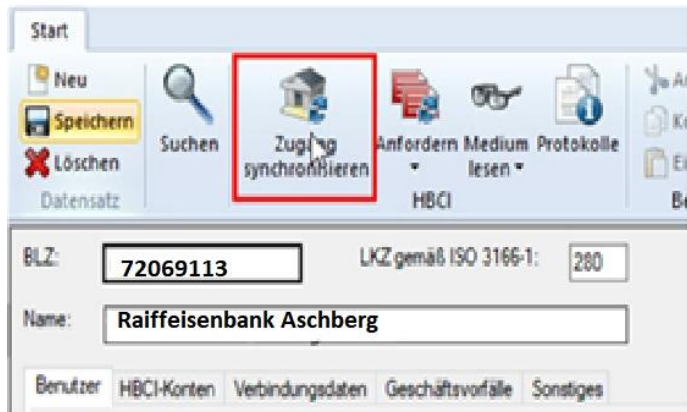 Start
Neu
Speichern
Löschen
Datensatz
Suchen
Zugang synchronisieren
Anfordern
Medium lesen
Protokolle
HBCI
BLZ: 72069113 LKZ gemäß ISO 3166-1: 280
Name: Raiffeisenbank Aschberg
Benutzer HBCI-Konten Verbindungsdaten Geschäftsvorfälle Sonstiges